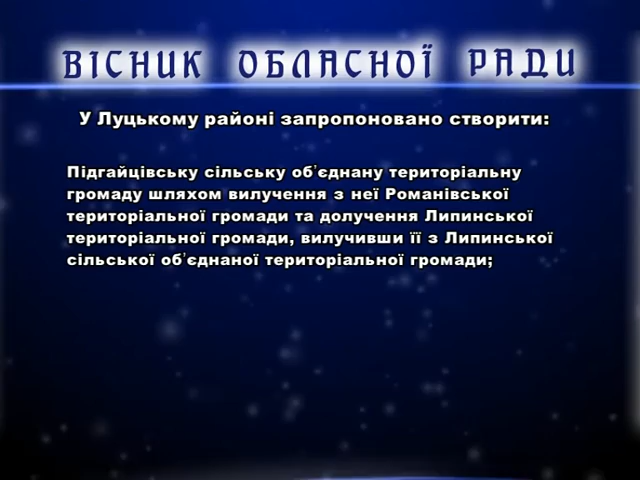 ВІСНИК ОБЛАСНОЇ РАДИ
У Луцькому районі запропоновано створити:
Підгайцівську сільську об'єднану територіальну
громаду шляхом вилучення з неї Романівської
територіальної громади та долучення Липинської
територіальної громади, вилучивши її з Липинської
сільської об'єднаної територіальної громади;